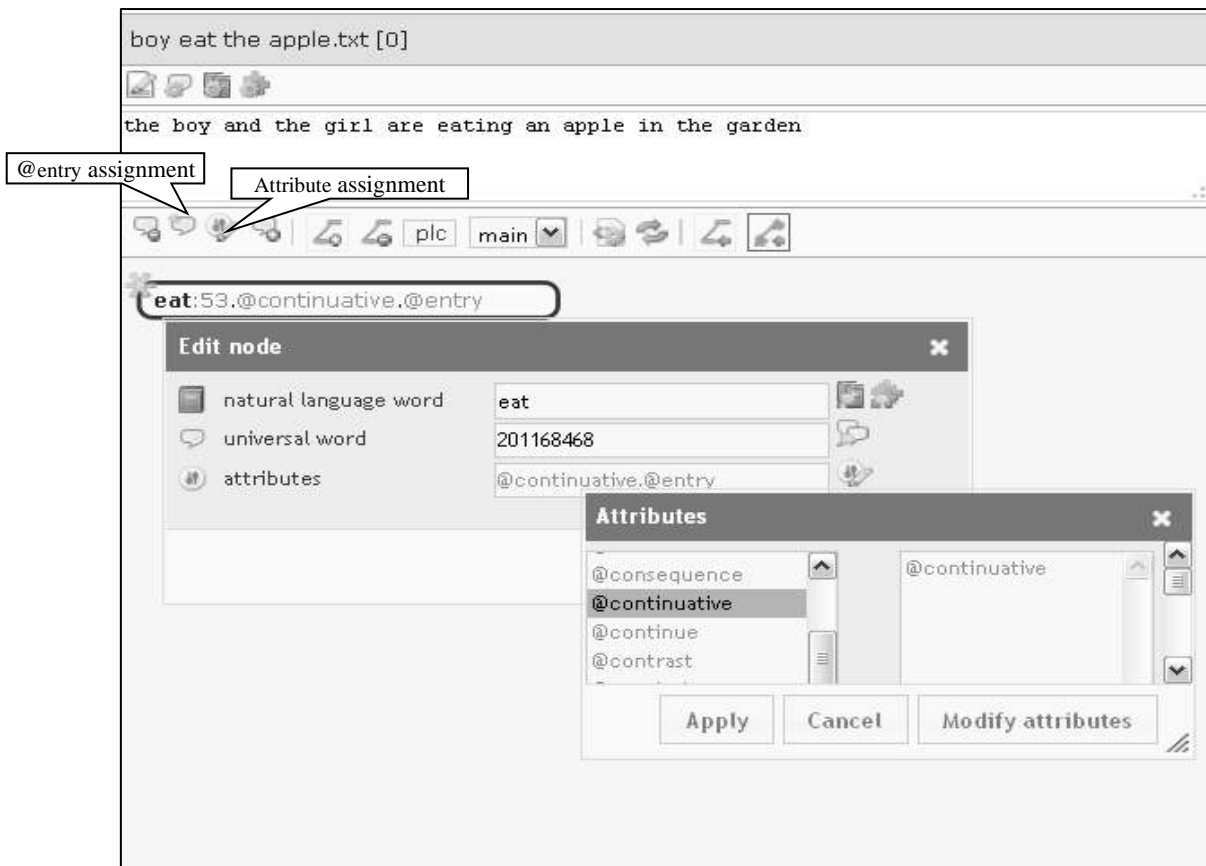 boy eat the apple.txt [0]
the boy and the girl are eating an apple in the garden
@entry assignment
Attribute assignment
plc main
eat:53.@continuative.@entry
Edit node
natural language word eat
universal word 201168468
attributes @continuative.@entry
Attributes
@consequence @continuative
@continuative
@continue
@contrast
Apply Cancel Modify attributes